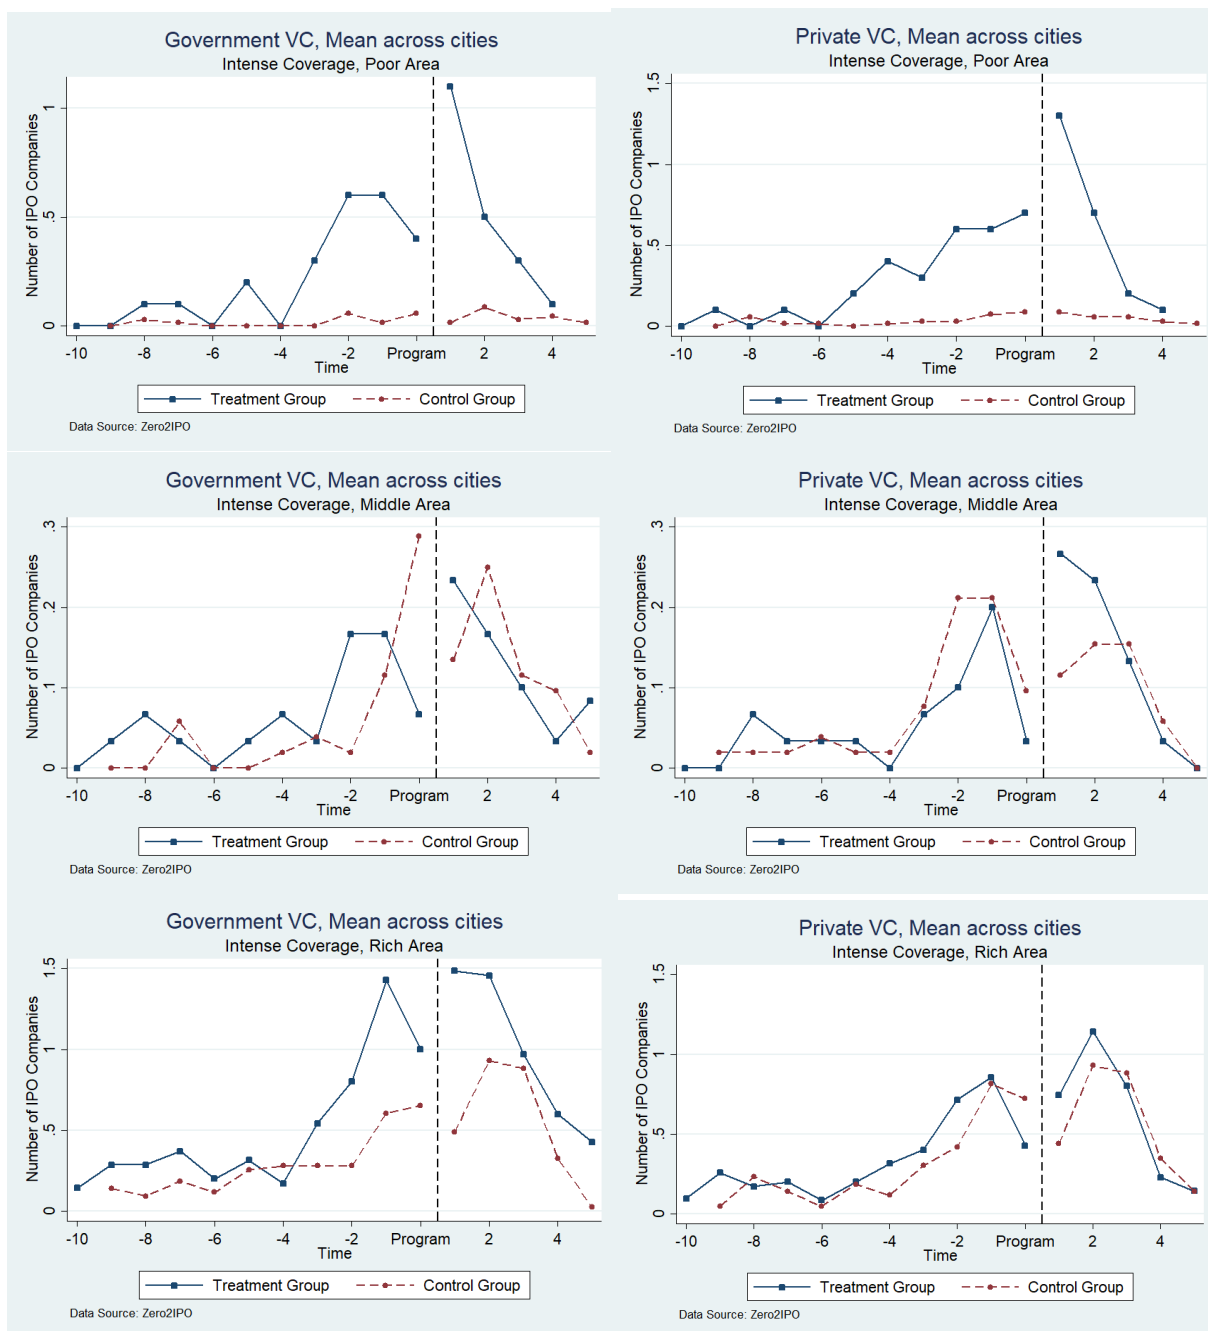 Government VC, Mean across cities
Intense Coverage, Poor Area
Number of IPO Companies
1
.5
0
-10 -8 -6 -4 -2 Program 2 4
Time
Treatment Group Control Group
Data Source: Zero2IPO
Private VC, Mean across cities
Intense Coverage, Poor Area
Number of IPO Companies
1.5
1
.5
0
-10 -8 -6 -4 -2 Program 2 4
Time
Treatment Group Control Group
Data Source: Zero2IPO
Government VC, Mean across cities
Intense Coverage, Middle Area
Number of IPO Companies
.3
.2
.1
0
-10 -8 -6 -4 -2 Program 2 4
Time
Treatment Group Control Group
Data Source: Zero2IPO
Private VC, Mean across cities
Intense Coverage, Middle Area
Number of IPO Companies
.3
.2
.1
0
-10 -8 -6 -4 -2 Program 2 4
Time
Treatment Group Control Group
Data Source: Zero2IPO
Government VC, Mean across cities
Intense Coverage, Rich Area
Number of IPO Companies
1.5
1
.5
0
-10 -8 -6 -4 -2 Program 2 4
Time
Treatment Group Control Group
Data Source: Zero2IPO
Private VC, Mean across cities
Intense Coverage, Rich Area
Number of IPO Companies
1.5
1
.5
0
-10 -8 -6 -4 -2 Program 2 4
Time
Treatment Group Control Group
Data Source: Zero2IPO